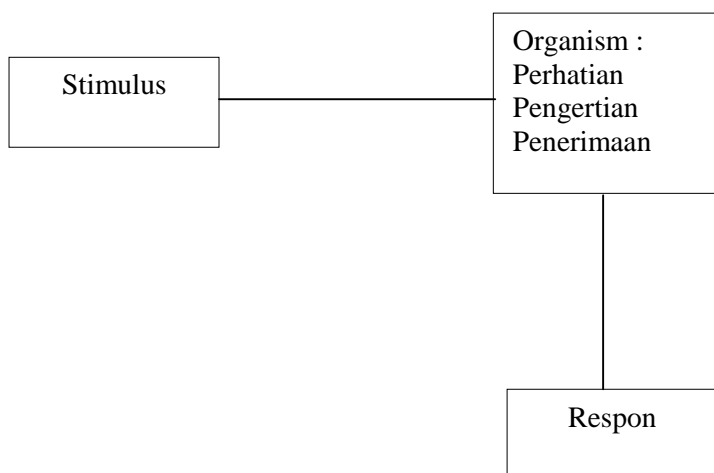 Stimulus
Organism :
Perhatian
Pengertian
Penerimaan
Respon